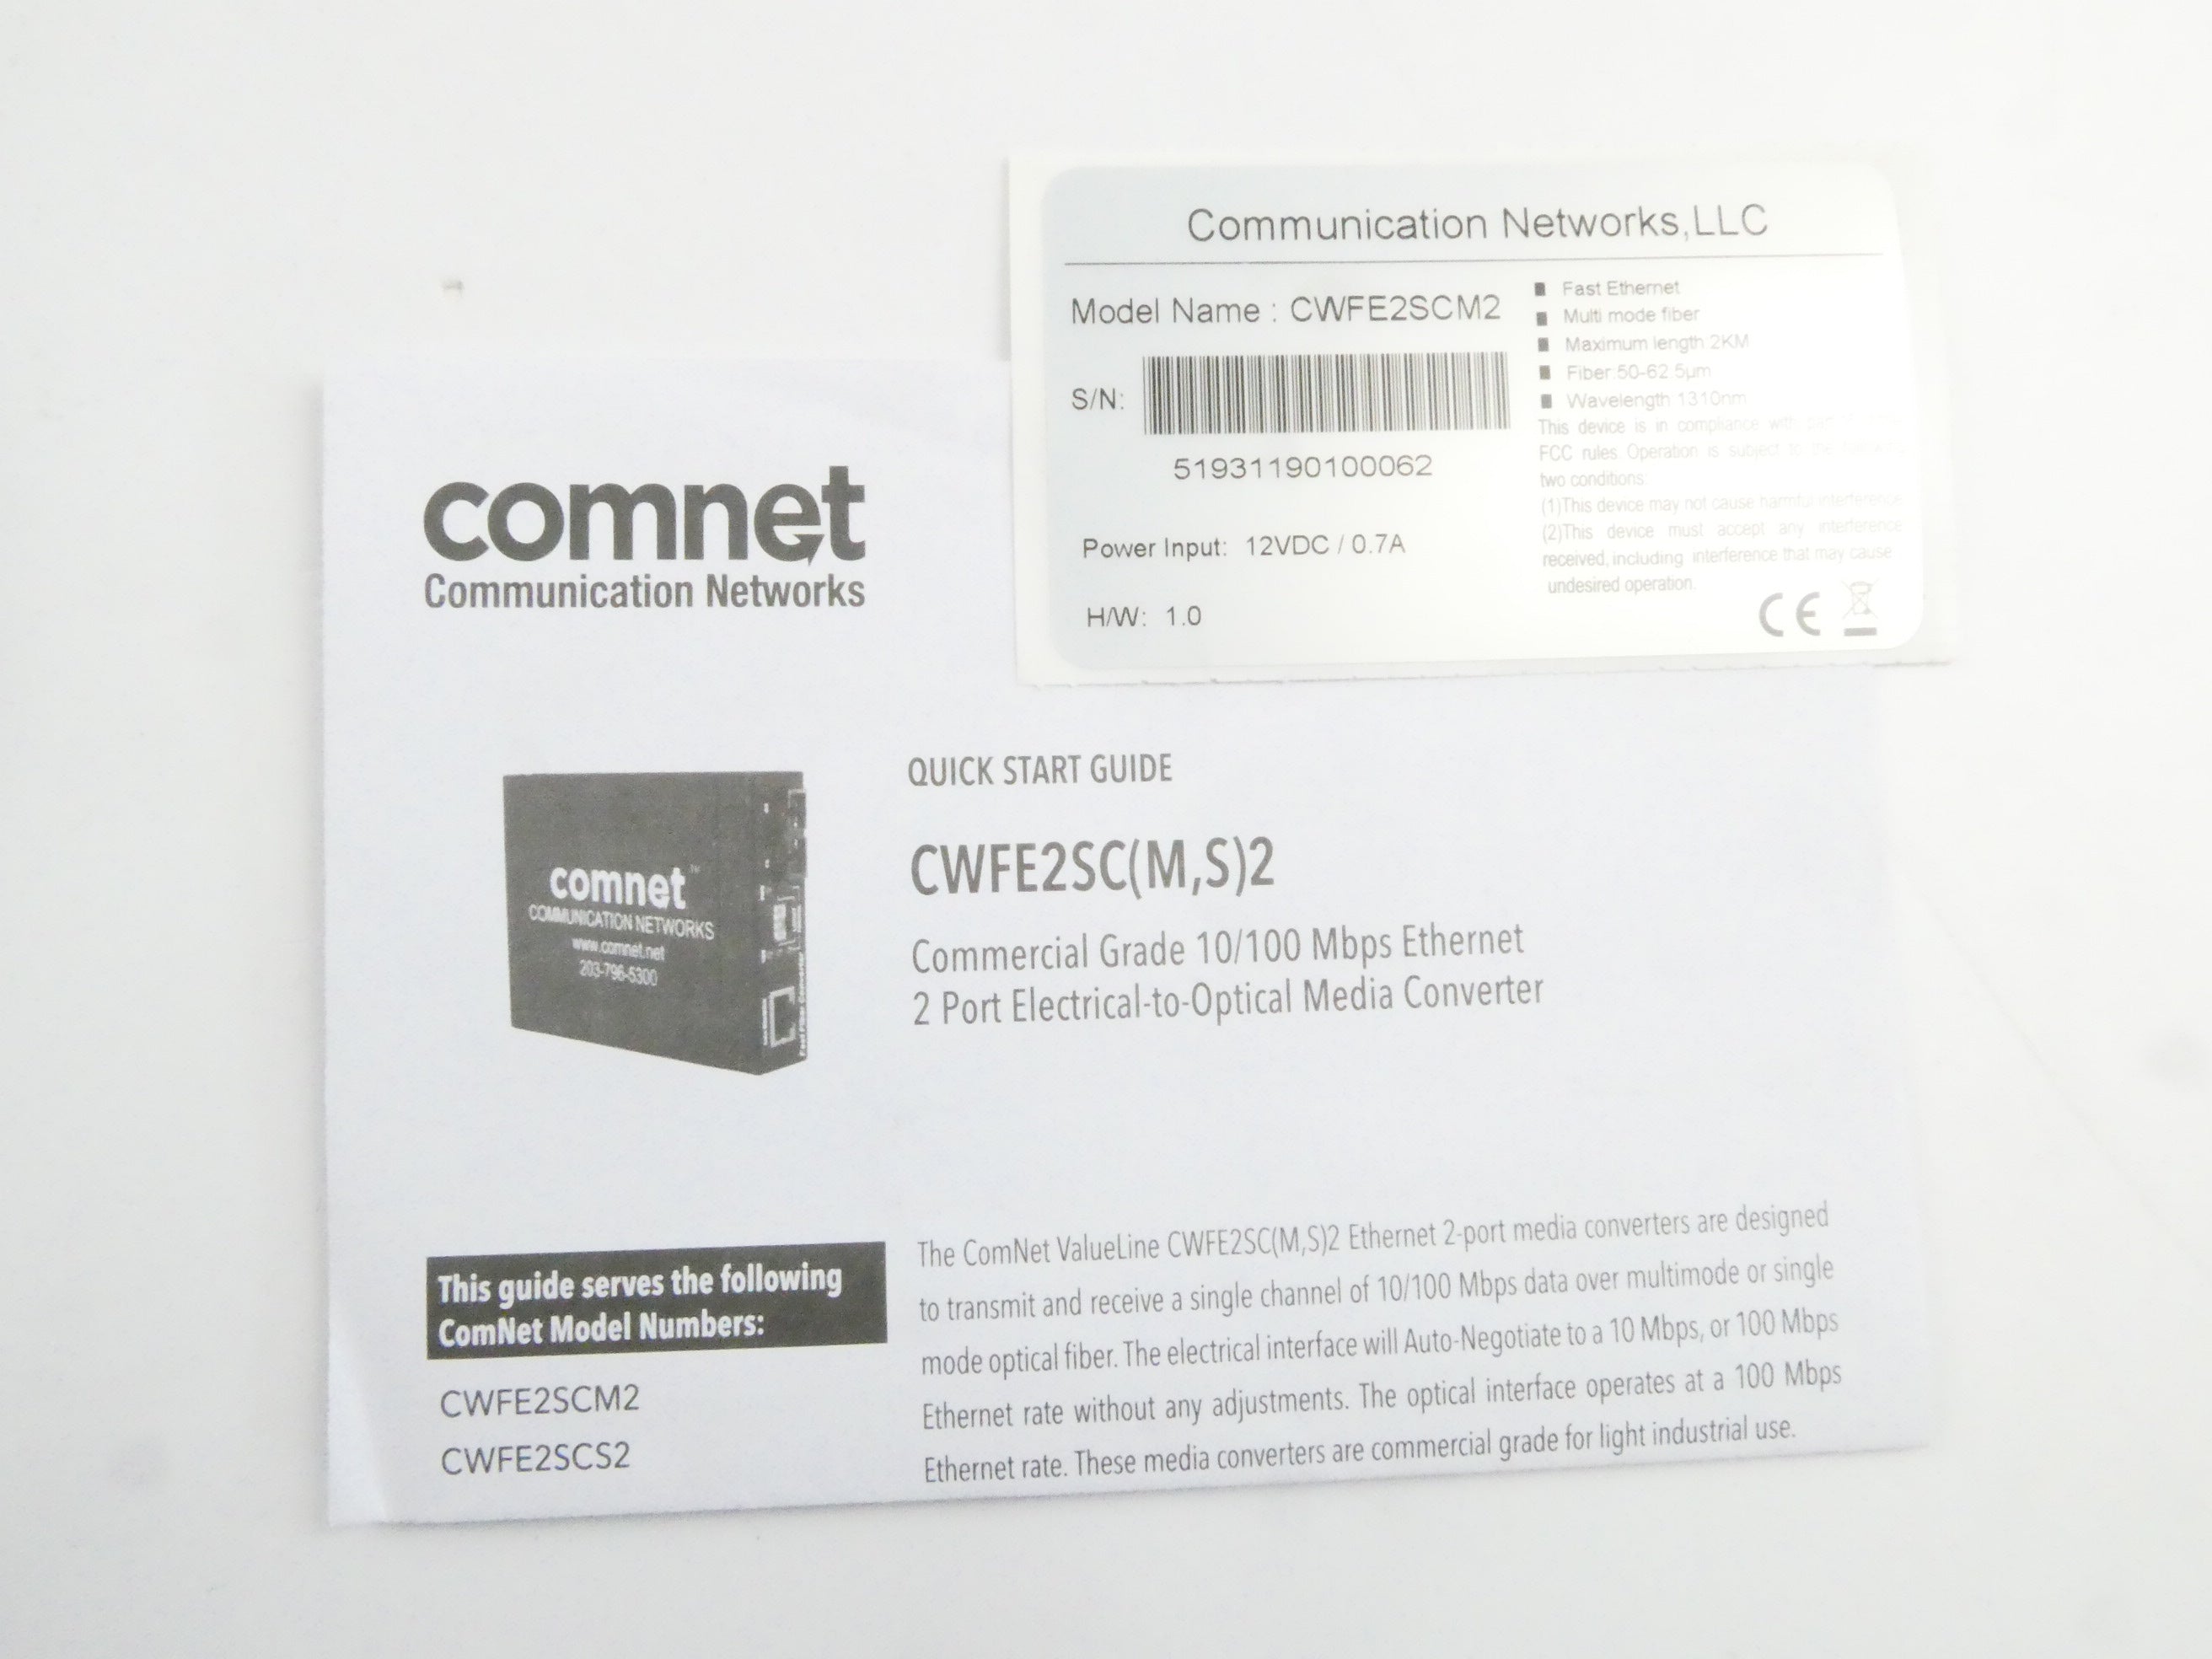 Communication Networks,LLC
Model Name : CWFE2SCM2
S/N:
51931190100062
Power Input: 12VDC / 0.7A
H/W: 1.0
Fast Ethernet
Multi mode fiber
Maximum length:2KM
Fiber:50-62.5μm
Wavelength:1310nm
This device is in compliance with part of
FCC rules. Operation is subject to the following
two conditions:
(1)This device may not cause harmful interference
(2)This device must accept any interference
received, including interference that may cause
undesired operation.
CE
comnet
Communication Networks
QUICK START GUIDE
CWFE2SC(M,S)2
Commercial Grade 10/100 Mbps Ethernet
2 Port Electrical-to-Optical Media Converter
comnet™
COMMUNICATION NETWORKS
www.comnet.net
203-796-5300
This guide serves the following
ComNet Model Numbers:
CWFE2SCM2
CWFE2SCS2
The ComNet ValueLine CWFE2SC(M,S)2 Ethernet 2-port media converters are designed
to transmit and receive a single channel of 10/100 Mbps data over multimode or single
mode optical fiber. The electrical interface will Auto-Negotiate to a 10 Mbps, or 100 Mbps
Ethernet rate without any adjustments. The optical interface operates at a 100 Mbps
Ethernet rate. These media converters are commercial grade for light industrial use.